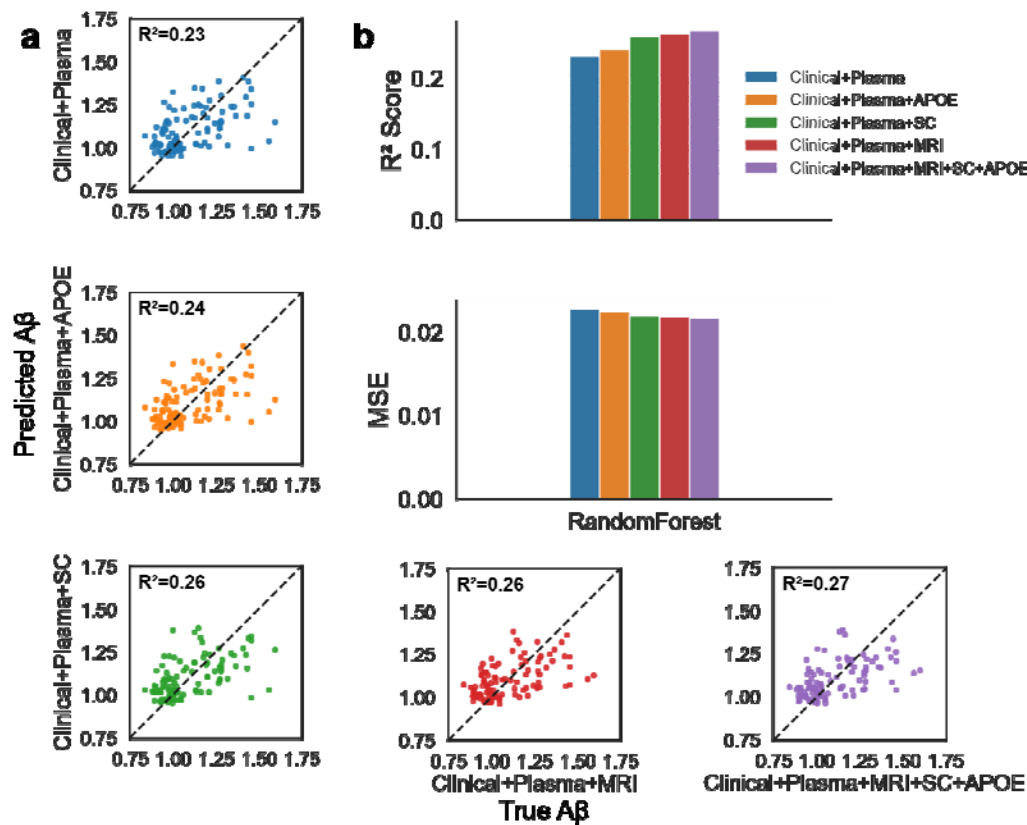 a
Clinical+Plasma
R²=0.23
1.75
1.50
1.25
1.00
0.75
0.75 1.00 1.25 1.50 1.75
Predicted Aβ
Clinical+Plasma+APOE
R²=0.24
1.75
1.50
1.25
1.00
0.75
0.75 1.00 1.25 1.50 1.75
Clinical+Plasma+SC
R²=0.26
1.75
1.50
1.25
1.00
0.75
0.75 1.00 1.25 1.50 1.75
b
R² Score
0.2
0.1
0.0
Clinical+Plasma
Clinical+Plasma+APOE
Clinical+Plasma+SC
Clinical+Plasma+MRI
Clinical+Plasma+MRI+SC+APOE
MSE
0.02
0.01
0.00
RandomForest
R²=0.26
1.75
1.50
1.25
1.00
0.75
0.75 1.00 1.25 1.50 1.75
Clinical+Plasma+MRI
True Aβ
R²=0.27
1.75
1.50
1.25
1.00
0.75
0.75 1.00 1.25 1.50 1.75
Clinical+Plasma+MRI+SC+APOE